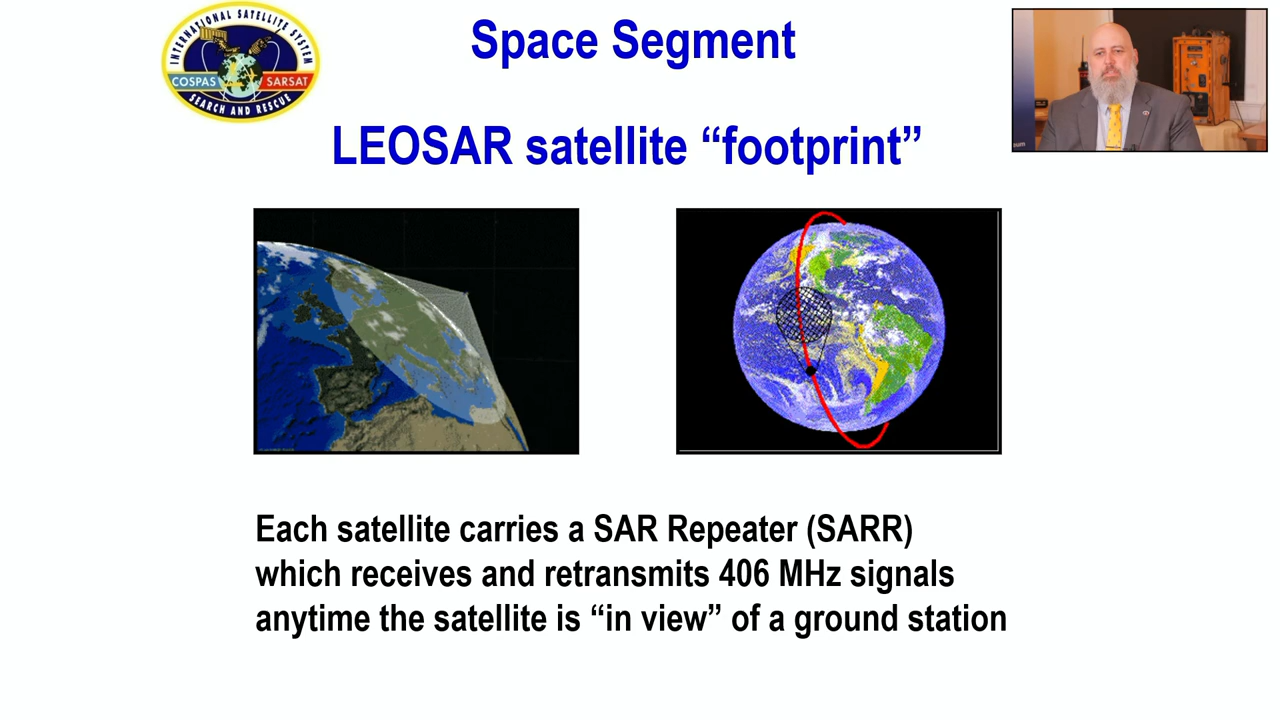 INTERNATIONAL SATELLITE SYSTEM
COSPAS SARSAT
SEARCH AND RESCUE
Space Segment
LEOSAR satellite “footprint”
Each satellite carries a SAR Repeater (SARR)
which receives and retransmits 406 MHz signals
anytime the satellite is “in view” of a ground station